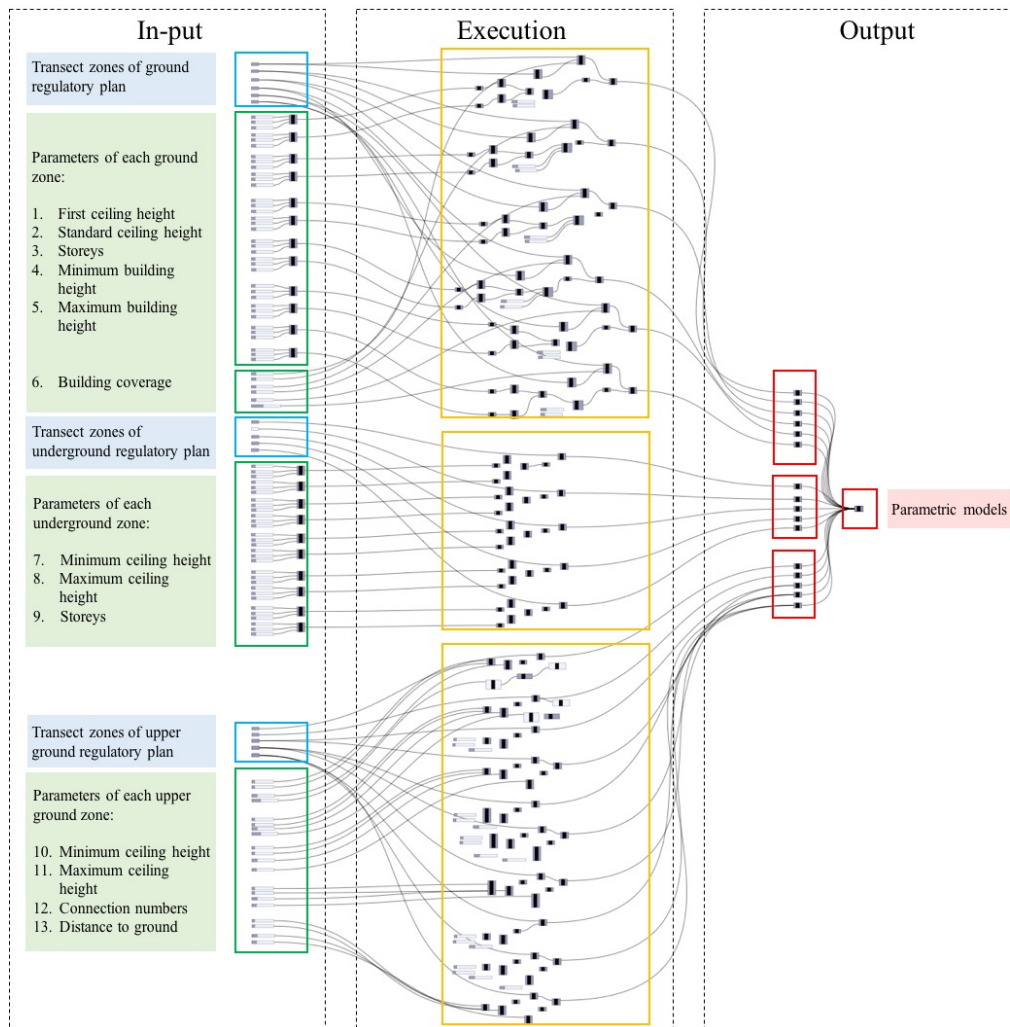 In-put
Execution
Output
Transect zones of ground
regulatory plan
Parameters of each ground
zone:
1. First ceiling height
2. Standard ceiling height
3. Storeys
4. Minimum building
height
5. Maximum building
height
6. Building coverage
Transect zones of
underground regulatory plan
Parameters of each
underground zone:
7. Minimum ceiling height
8. Maximum ceiling
height
9. Storeys
Transect zones of upper
ground regulatory plan
Parameters of each upper
ground zone:
10. Minimum ceiling height
11. Maximum ceiling
height
12. Connection numbers
13. Distance to ground
Parametric models